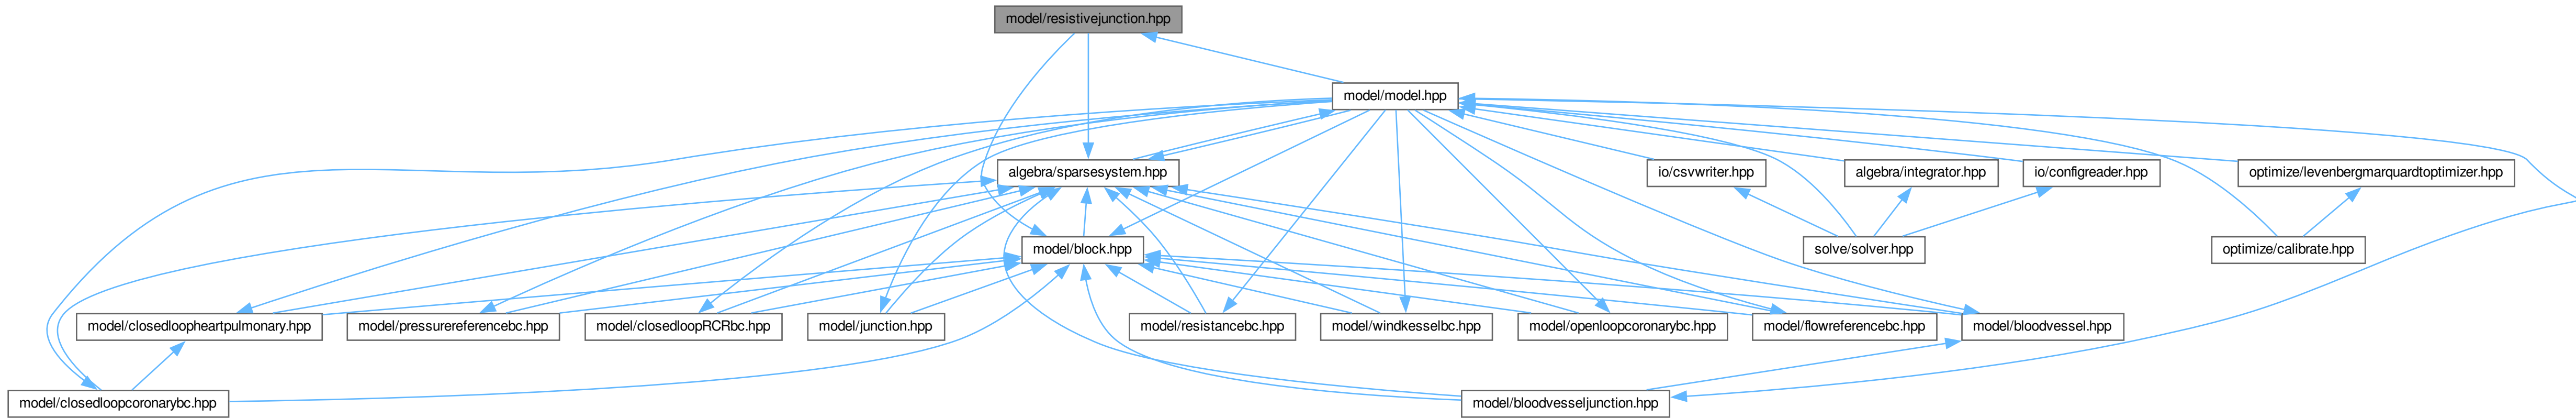 model/resistivejunction.hpp
model/model.hpp
algebra/sparsesystem.hpp
io/csvwriter.hpp
algebra/integrator.hpp
io/configreader.hpp
optimize/levenbergmarquardtoptimizer.hpp
model/block.hpp
solve/solver.hpp
optimize/calibrate.hpp
model/closedloopheartpulmonary.hpp
model/pressurereferencebc.hpp
model/closedloopRCRbc.hpp
model/junction.hpp
model/resistancebc.hpp
model/windkesselbc.hpp
model/openloopcoronarybc.hpp
model/flowreferencebc.hpp
model/bloodvessel.hpp
model/closedloopcoronarybc.hpp
model/bloodvesseljunction.hpp